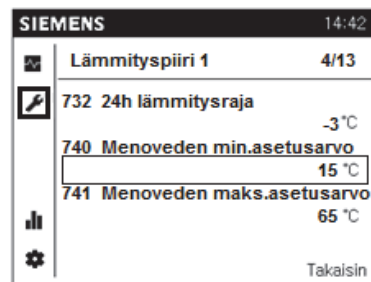 SIEMENS 14:42
Lämmityspiiri 1 4/13
732 24h lämmitysraja
-3°C
740 Menoveden min.asetusarvo
15 °C
741 Menoveden maks.asetusarvo
65 °C
Takaisin